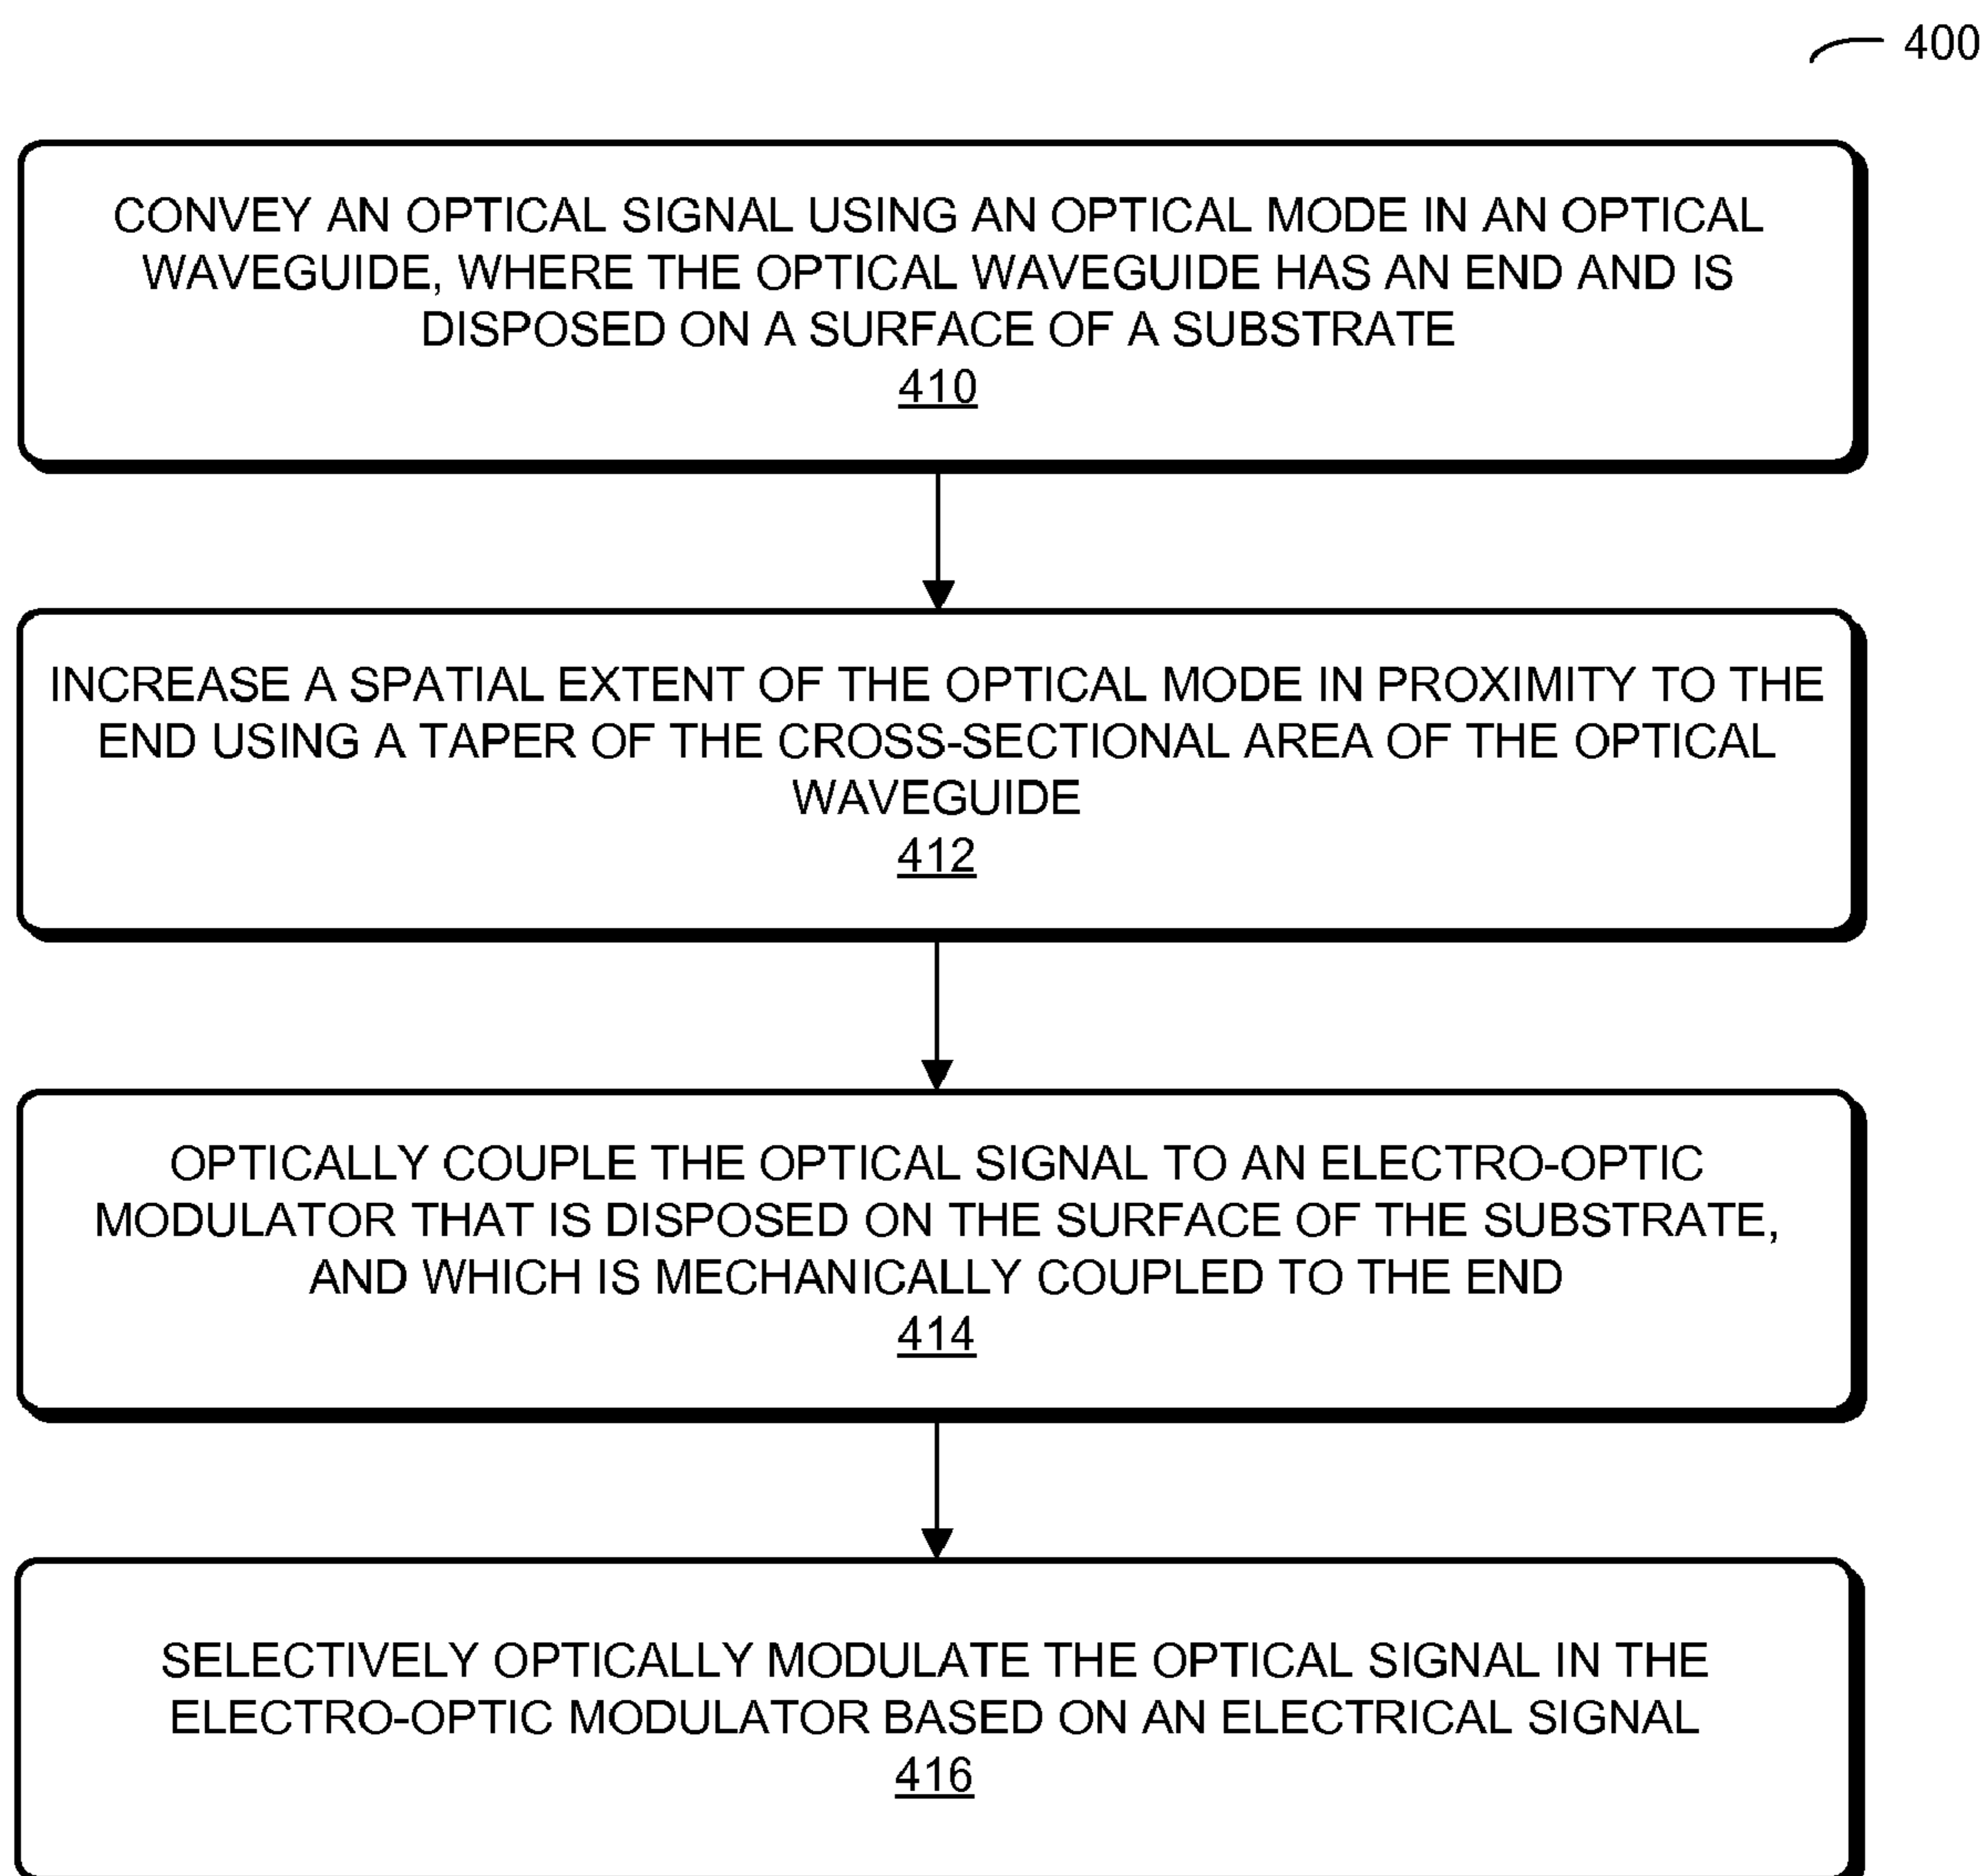 400
CONVEY AN OPTICAL SIGNAL USING AN OPTICAL MODE IN AN OPTICAL
WAVEGUIDE, WHERE THE OPTICAL WAVEGUIDE HAS AN END AND IS
DISPOSED ON A SURFACE OF A SUBSTRATE
410
INCREASE A SPATIAL EXTENT OF THE OPTICAL MODE IN PROXIMITY TO THE
END USING A TAPER OF THE CROSS-SECTIONAL AREA OF THE OPTICAL
WAVEGUIDE
412
OPTICALLY COUPLE THE OPTICAL SIGNAL TO AN ELECTRO-OPTIC
MODULATOR THAT IS DISPOSED ON THE SURFACE OF THE SUBSTRATE,
AND WHICH IS MECHANICALLY COUPLED TO THE END
414
SELECTIVELY OPTICALLY MODULATE THE OPTICAL SIGNAL IN THE
ELECTRO-OPTIC MODULATOR BASED ON AN ELECTRICAL SIGNAL
416